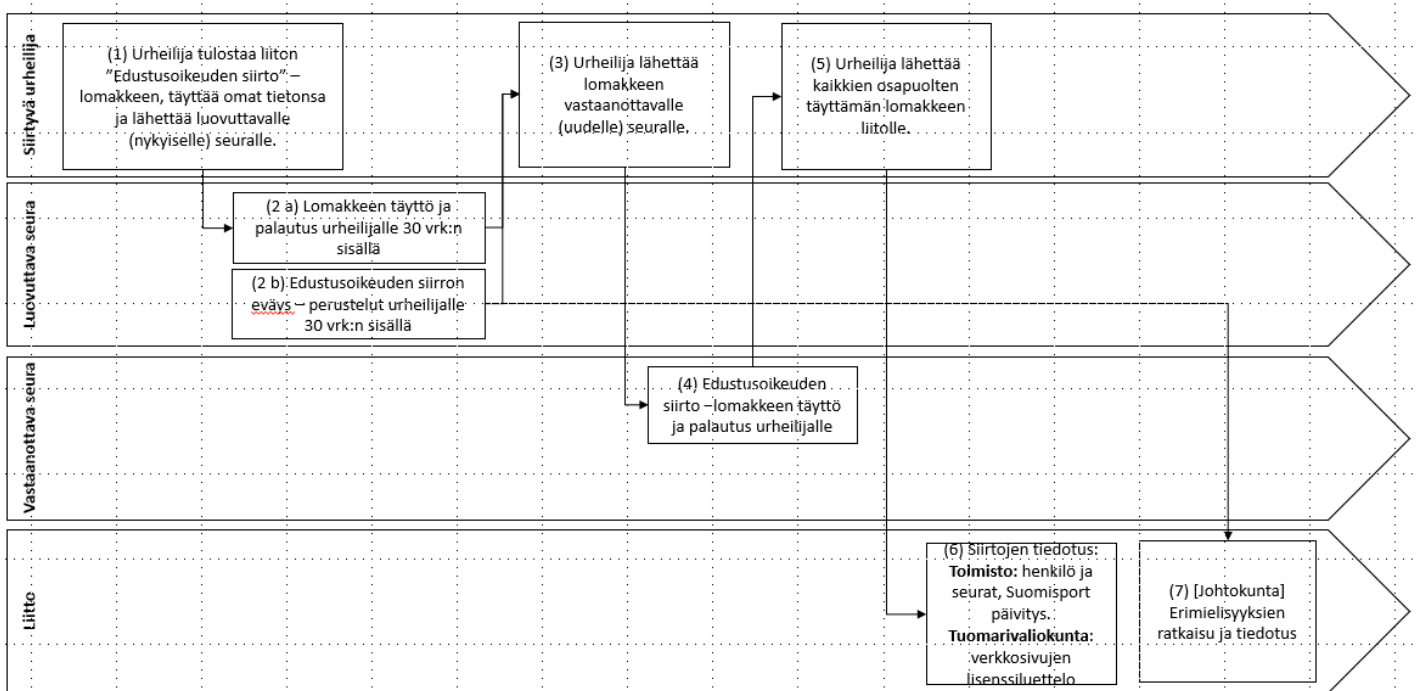 Siirtyvä urheilija
(1) Urheilija tulostaa liiton
”Edustusoikeuden siirto” –
lomakkeen, täyttää omat tietonsa
ja lähettää luovuttavalle
(nykyiselle) seuralle.
(3) Urheilija lähettää
lomakkeen
vastaanottavalle
(uudelle) seuralle.
(5) Urheilija lähettää
kaikkien osapuolten
täyttämän lomakkeen
liitolle.
Luovuttava seura
(2 a) Lomakkeen täyttö ja
palautus urheilijalle 30 vrk:n
sisällä
(2 b) Edustusoikeuden siirron
eväys – perustelut urheilijalle
30 vrk:n sisällä
Vastaanottava seura
(4) Edustusoikeuden
siirto –lomakkeen täyttö
ja palautus urheilijalle
Liitto
(6) Siirtojen tiedotus:
Toimisto: henkilö ja
seurat, Suomisport
päivitys.
Tuomarivaliokunta:
verkkosivujen
lisenssiluettelo
(7) [Johtokunta]
Erimielisyyksien
ratkaisu ja tiedotus